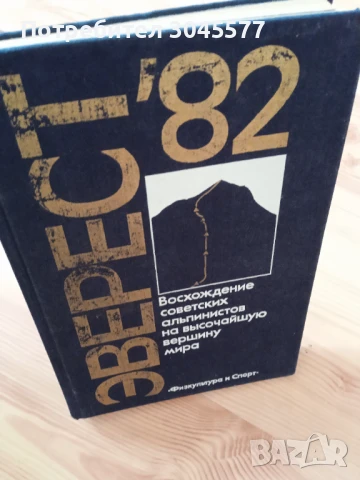 Потребител 3045577
ЭВЕРЕСТ
'82
Восхождение
советских
альпинистов
на высочайшую
вершину
мира
«Физкультура и Спорт»
BAZAR